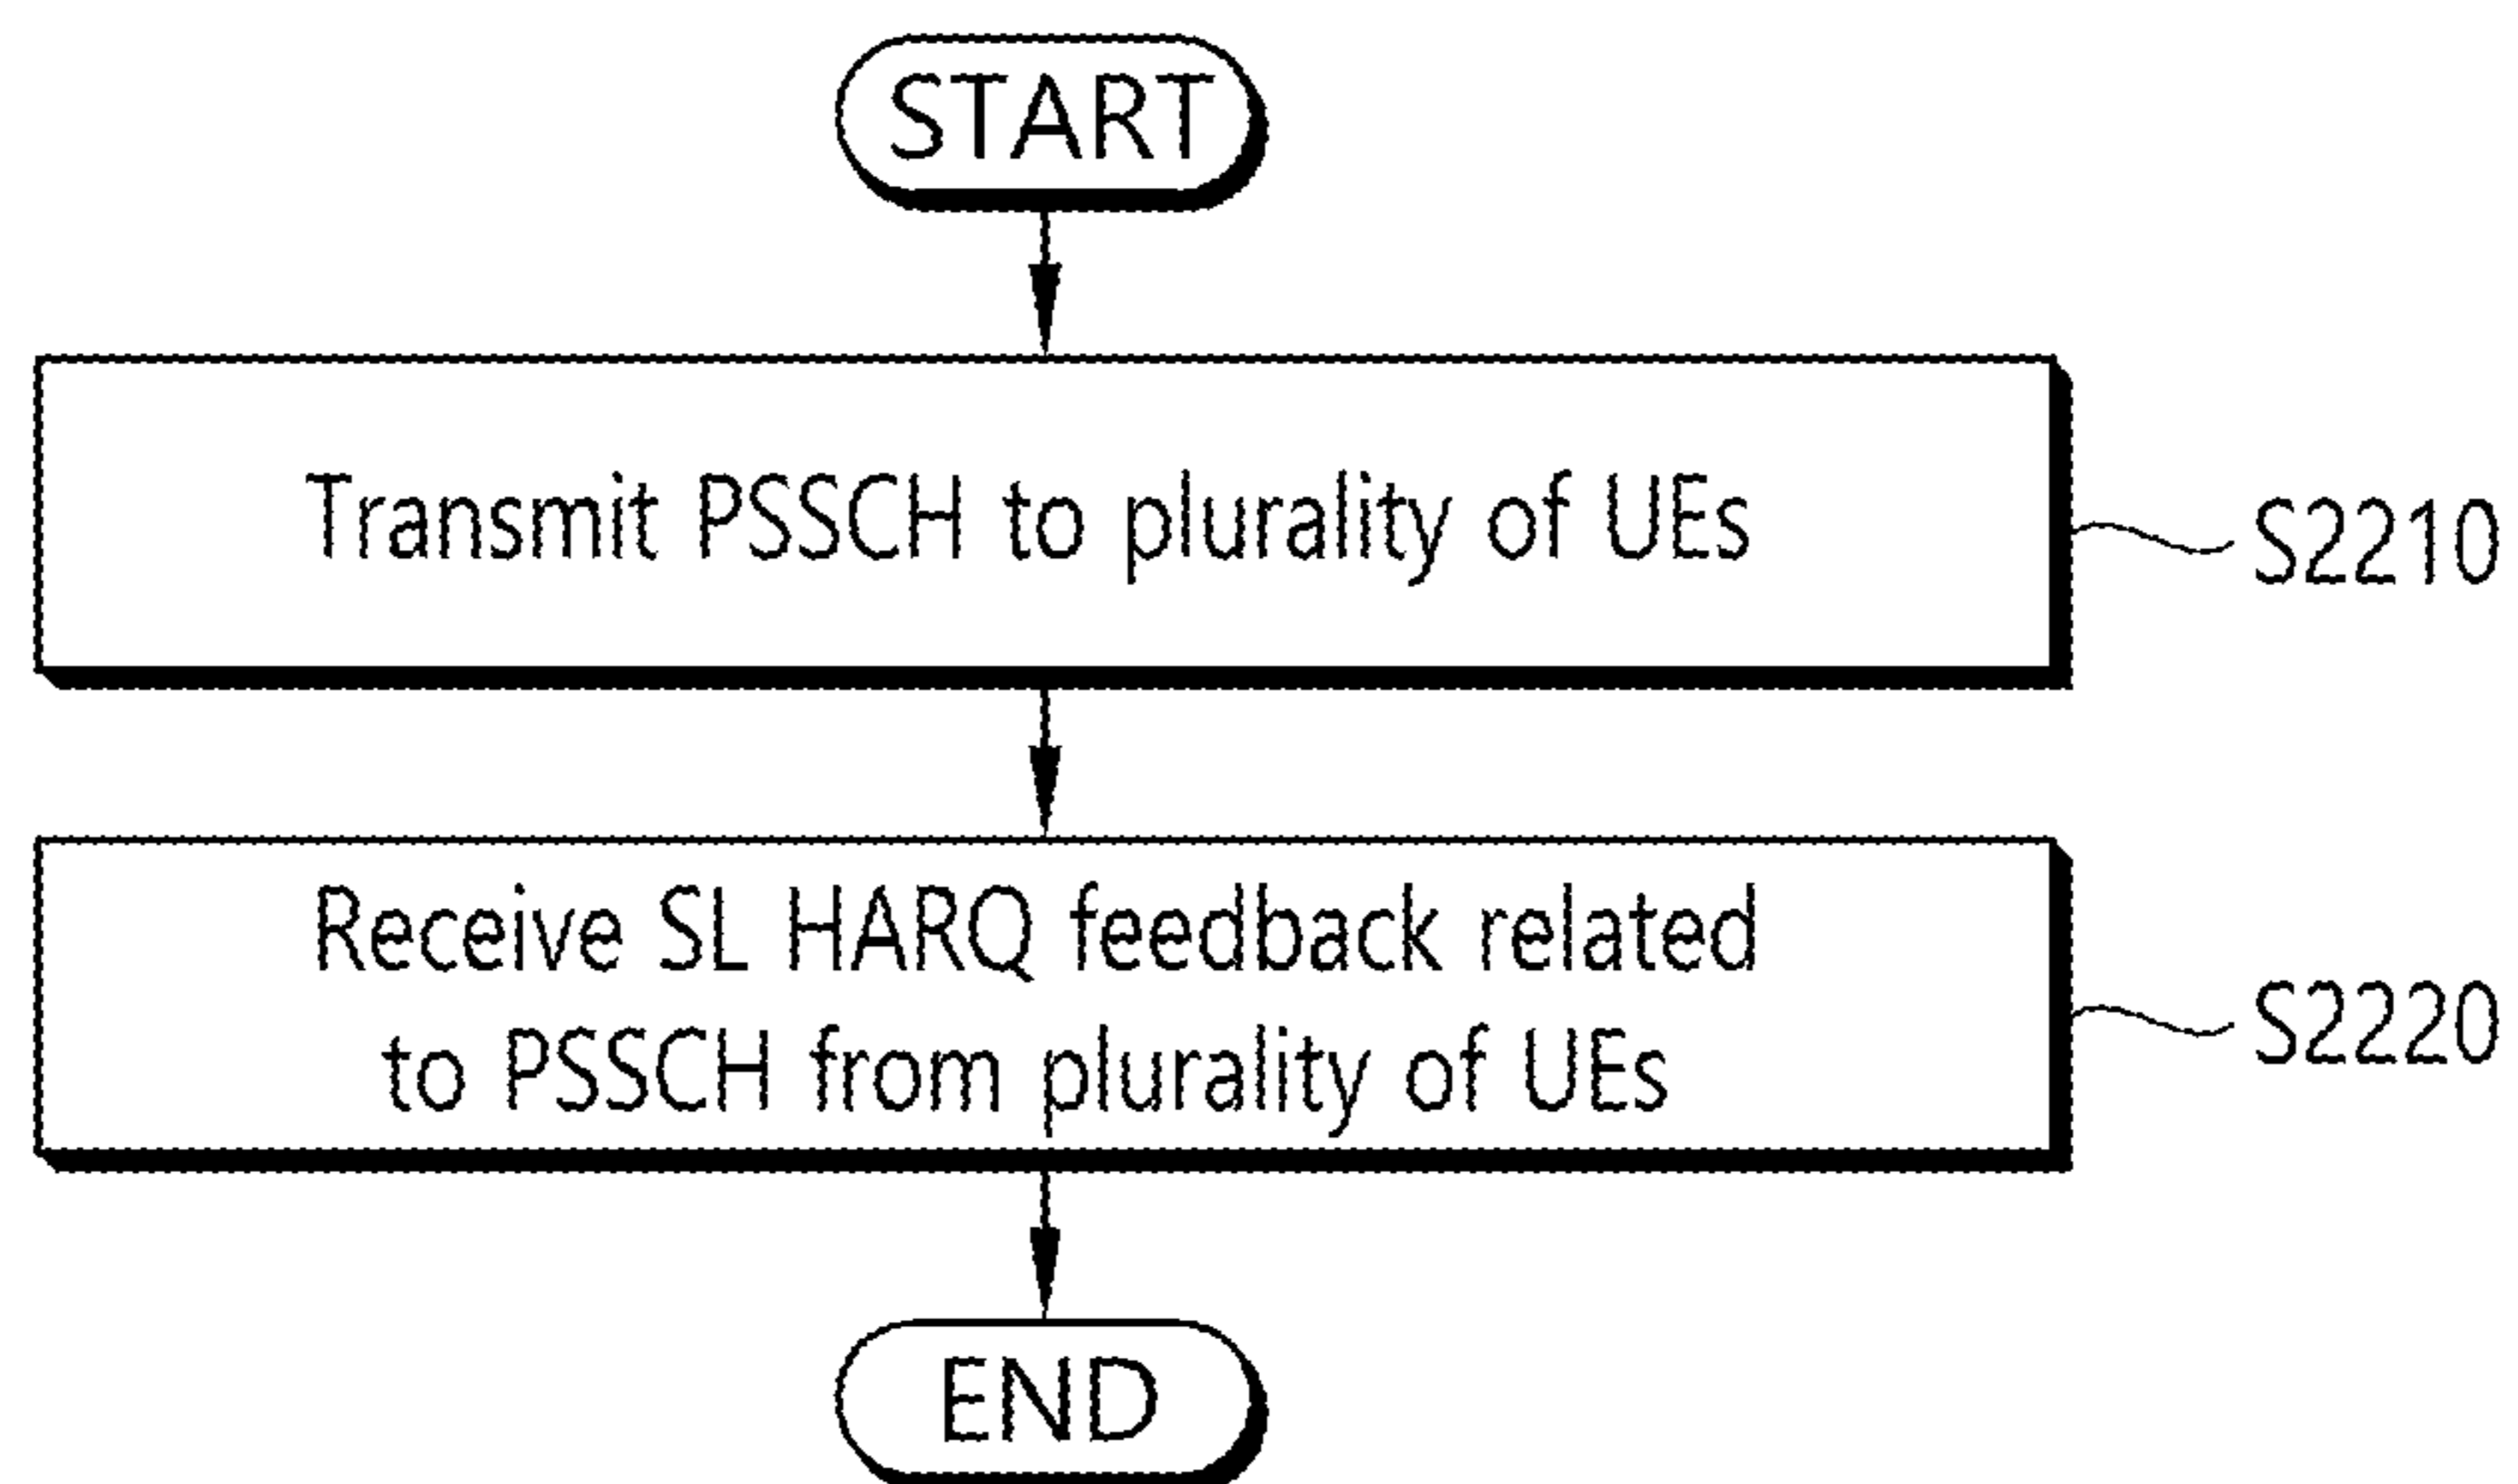 START
Transmit PSSCH to plurality of UEs
S2210
Receive SL HARQ feedback related
to PSSCH from plurality of UEs
S2220
END